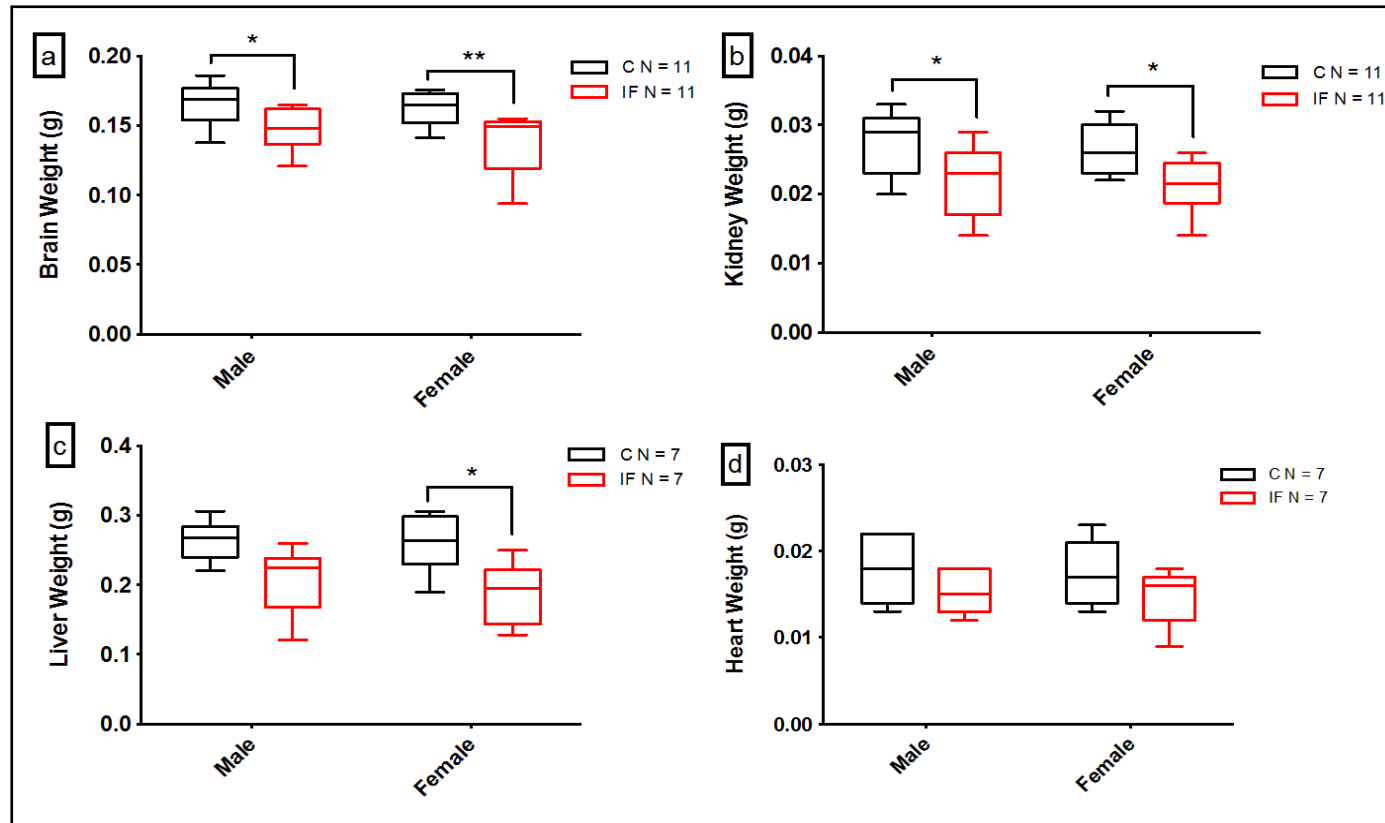 a
Brain Weight (g)
0.20
0.15
0.10
0.05
0.00
*
**
C N = 11
IF N = 11
Male
Female
b
Kidney Weight (g)
0.04
0.03
0.02
0.01
0.00
*
*
C N = 11
IF N = 11
Male
Female
c
Liver Weight (g)
0.4
0.3
0.2
0.1
0.0
*
C N = 7
IF N = 7
Male
Female
d
Heart Weight (g)
0.03
0.02
0.01
0.00
C N = 7
IF N = 7
Male
Female